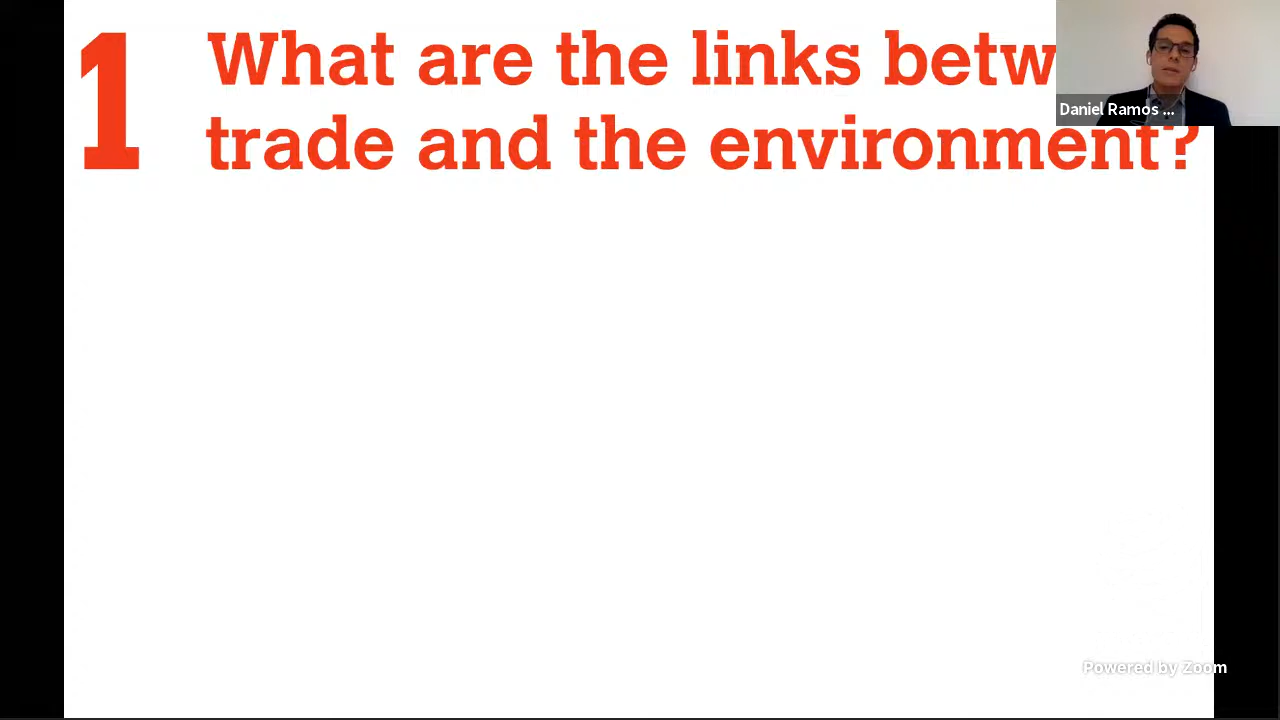 1 What are the links betw
trade and the environment?
Daniel Ramos ...
Powered by Zoom